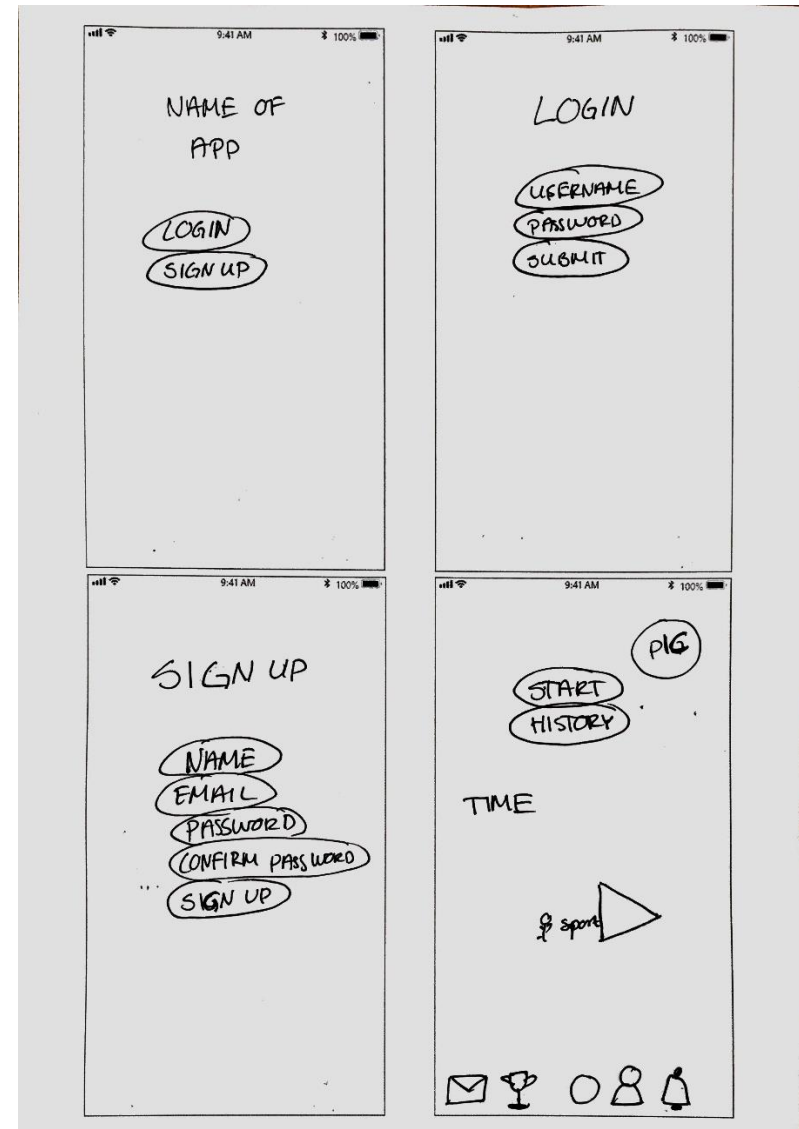 9:41 AM 100%
NAME OF
APP
LOGIN
SIGN UP
9:41 AM 100%
LOGIN
USERNAME
PASSWORD
SUBMIT
9:41 AM 100%
SIGN UP
NAME
EMAIL
PASSWORD
CONFIRM PASSWORD
SIGN UP
9:41 AM 100%
PIC
START
HISTORY
TIME
sport